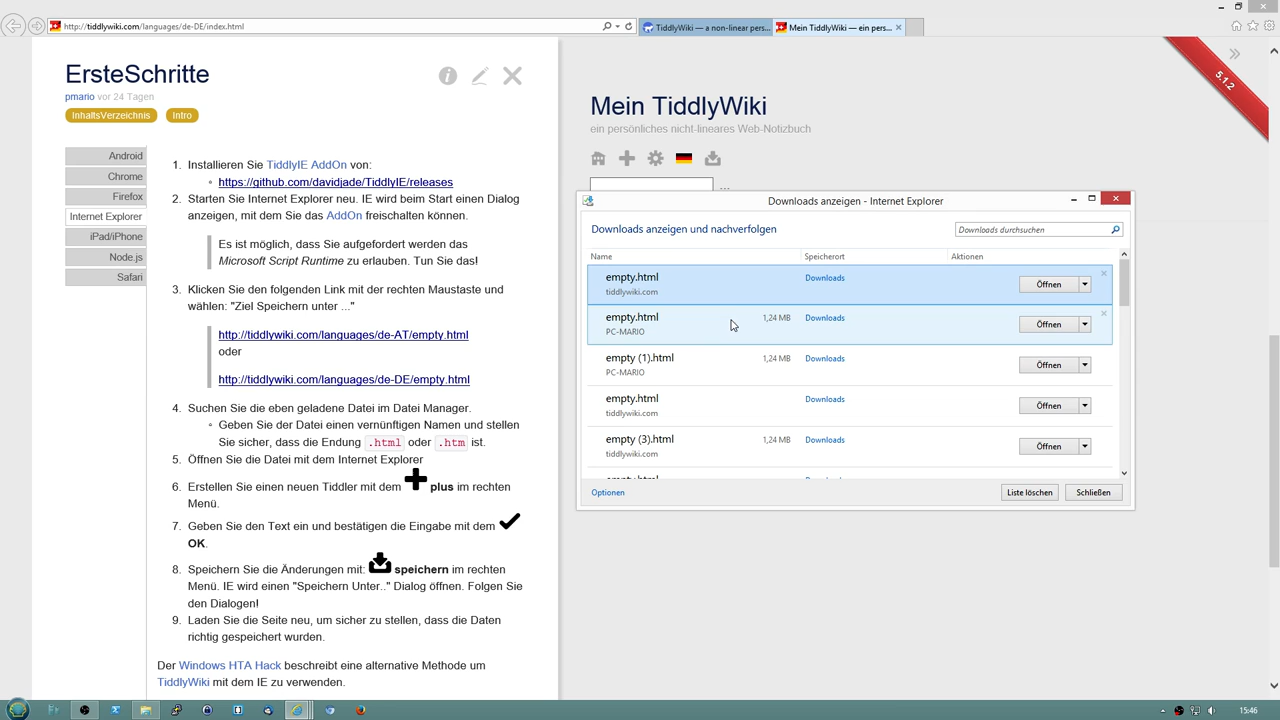 http://tiddlywiki.com/languages/de-DE/index.html
TiddlyWiki — a non-linear pers...
Mein TiddlyWiki — ein pers...
ErsteSchritte
pmario vor 24 Tagen
InhaltsVerzeichnis
Intro
Android
Chrome
Firefox
Internet Explorer
iPad/iPhone
Node.js
Safari
1. Installieren Sie TiddlyIE AddOn von:
https://github.com/davidjade/TiddlyIE/releases
2. Starten Sie Internet Explorer neu. IE wird beim Start einen Dialog
anzeigen, mit dem Sie das AddOn freischalten können.
Es ist möglich, dass Sie aufgefordert werden das
Microsoft Script Runtime zu erlauben. Tun Sie das!
3. Klicken Sie den folgenden Link mit der rechten Maustaste und
wählen: "Ziel Speichern unter ..."
http://tiddlywiki.com/languages/de-AT/empty.html
oder
http://tiddlywiki.com/languages/de-DE/empty.html
4. Suchen Sie die eben geladene Datei im Datei Manager.
Geben Sie der Datei einen vernünftigen Namen und stellen
Sie sicher, dass die Endung .html oder .htm ist.
5. Öffnen Sie die Datei mit dem Internet Explorer
6. Erstellen Sie einen neuen Tiddler mit dem plus im rechten
Menü.
7. Geben Sie den Text ein und bestätigen die Eingabe mit dem
OK.
8. Speichern Sie die Änderungen mit: speichern im rechten
Menü. IE wird einen "Speichern Unter.." Dialog öffnen. Folgen Sie
den Dialogen!
9. Laden Sie die Seite neu, um sicher zu stellen, dass die Daten
richtig gespeichert wurden.
Der Windows HTA Hack beschreibt eine alternative Methode um
TiddlyWiki mit dem IE zu verwenden.
5.1.2
Mein TiddlyWiki
ein persönliches nicht-lineares Web-Notizbuch
...
Downloads anzeigen - Internet Explorer
Downloads anzeigen und nachverfolgen
Downloads durchsuchen
Name Speicherort Aktionen
empty.html Downloads Öffnen
tiddlywiki.com
empty.html 1,24 MB Downloads Öffnen
PC-MARIO
empty (1).html 1,24 MB Downloads Öffnen
PC-MARIO
empty.html Downloads Öffnen
tiddlywiki.com
empty (3).html 1,24 MB Downloads Öffnen
tiddlywiki.com
Optionen
Liste löschen
Schließen
15:46